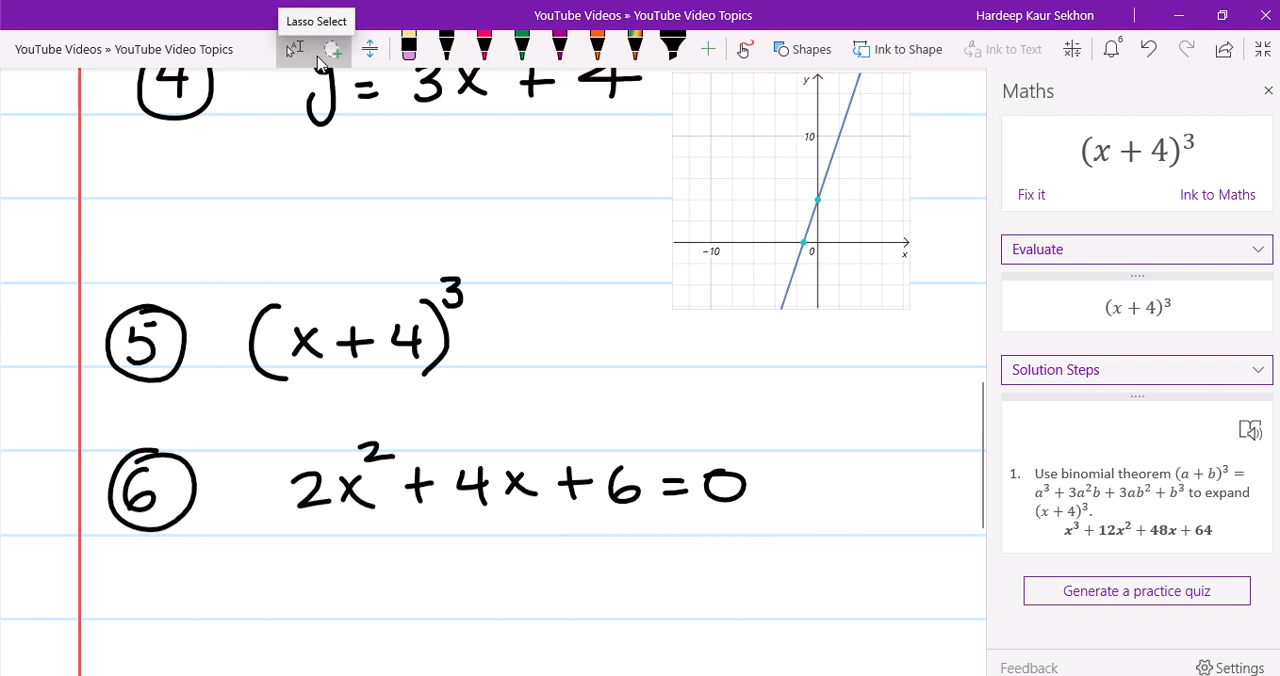 Lasso Select
YouTube Videos » YouTube Video Topics
Hardeep Kaur Sekhon
YouTube Videos » YouTube Video Topics
Shapes
Ink to Shape
Ink to Text
6
4 y = 3x + 4
y
10
-10
0
x
5 (x + 4)³
6 2x² + 4x + 6 = 0
Maths
(x + 4)³
Fix it
Ink to Maths
Evaluate
(x + 4)³
Solution Steps
1. Use binomial theorem (a + b)³ =
a³ + 3a²b + 3ab² + b³ to expand
(x + 4)³.
x³ + 12x² + 48x + 64
Generate a practice quiz
Feedback
Settings